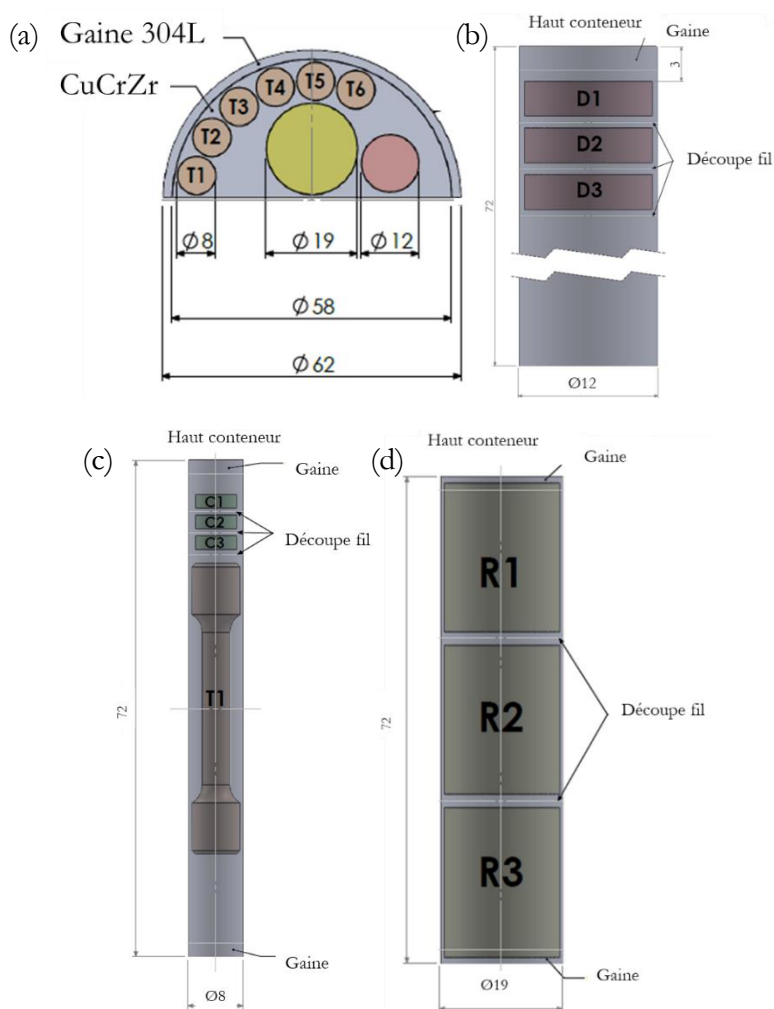 (a)
Gaine 304L
CuCrZr
T1
T2
T3
T4
T5
T6
Ø8
Ø19
Ø12
Ø58
Ø62
(b)
Haut conteneur
Gaine
3
D1
D2
D3
Découpe fil
72
Ø12
(c)
Haut conteneur
Gaine
C1
C2
C3
Découpe fil
T1
72
Gaine
Ø8
(d)
Haut conteneur
Gaine
R1
R2
R3
Découpe fil
72
Gaine
Ø19